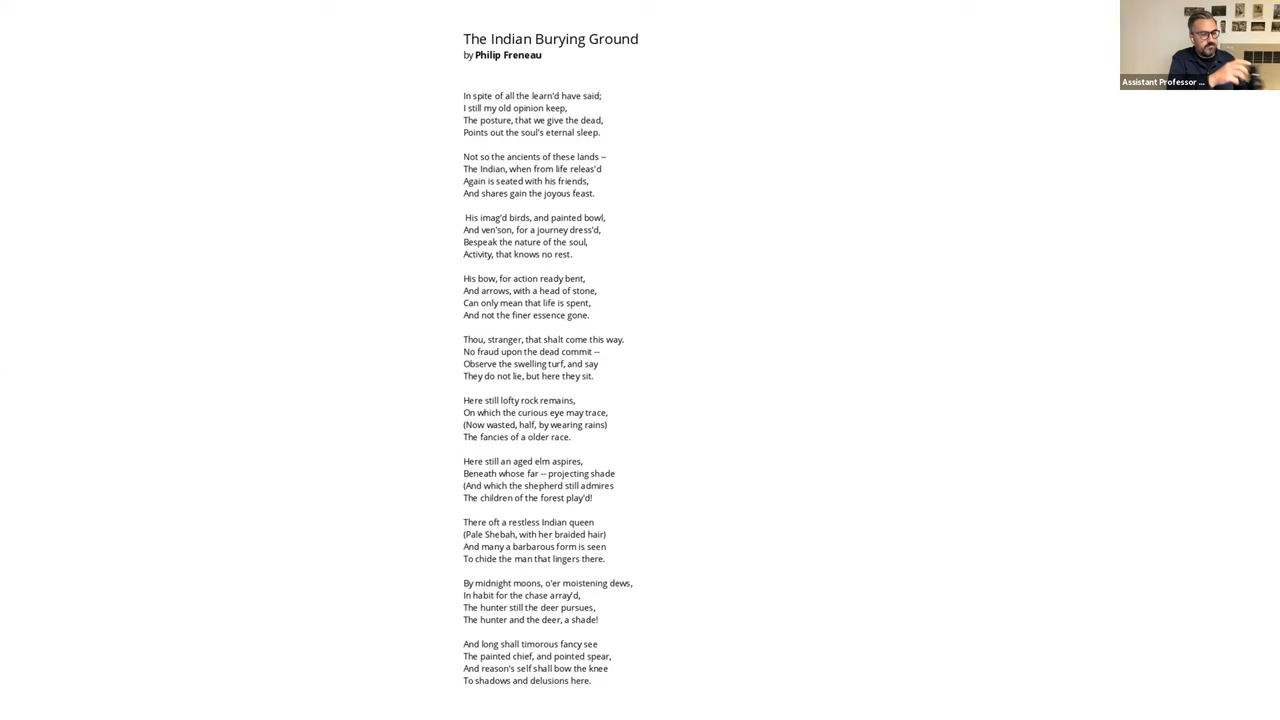 The Indian Burying Ground
by Philip Freneau
In spite of all the learn'd have said;
I still my old opinion keep,
The posture, that we give the dead,
Points out the soul's eternal sleep.
Not so the ancients of these lands --
The Indian, when from life releas'd
Again is seated with his friends,
And shares gain the joyous feast.
His imag'd birds, and painted bowl,
And ven'son, for a journey dress'd,
Bespeak the nature of the soul,
Activity, that knows no rest.
His bow, for action ready bent,
And arrows, with a head of stone,
Can only mean that life is spent,
And not the finer essence gone.
Thou, stranger, that shalt come this way.
No fraud upon the dead commit --
Observe the swelling turf, and say
They do not lie, but here they sit.
Here still lofty rock remains,
On which the curious eye may trace,
(Now wasted, half, by wearing rains)
The fancies of a older race.
Here still an aged elm aspires,
Beneath whose far -- projecting shade
(And which the shepherd still admires
The children of the forest play'd!
There oft a restless Indian queen
(Pale Shebah, with her braided hair)
And many a barbarous form is seen
To chide the man that lingers there.
By midnight moons, o'er moistening dews,
In habit for the chase array'd,
The hunter still the deer pursues,
The hunter and the deer, a shade!
And long shall timorous fancy see
The painted chief, and pointed spear,
And reason's self shall bow the knee
To shadows and delusions here.
Assistant Professor ...